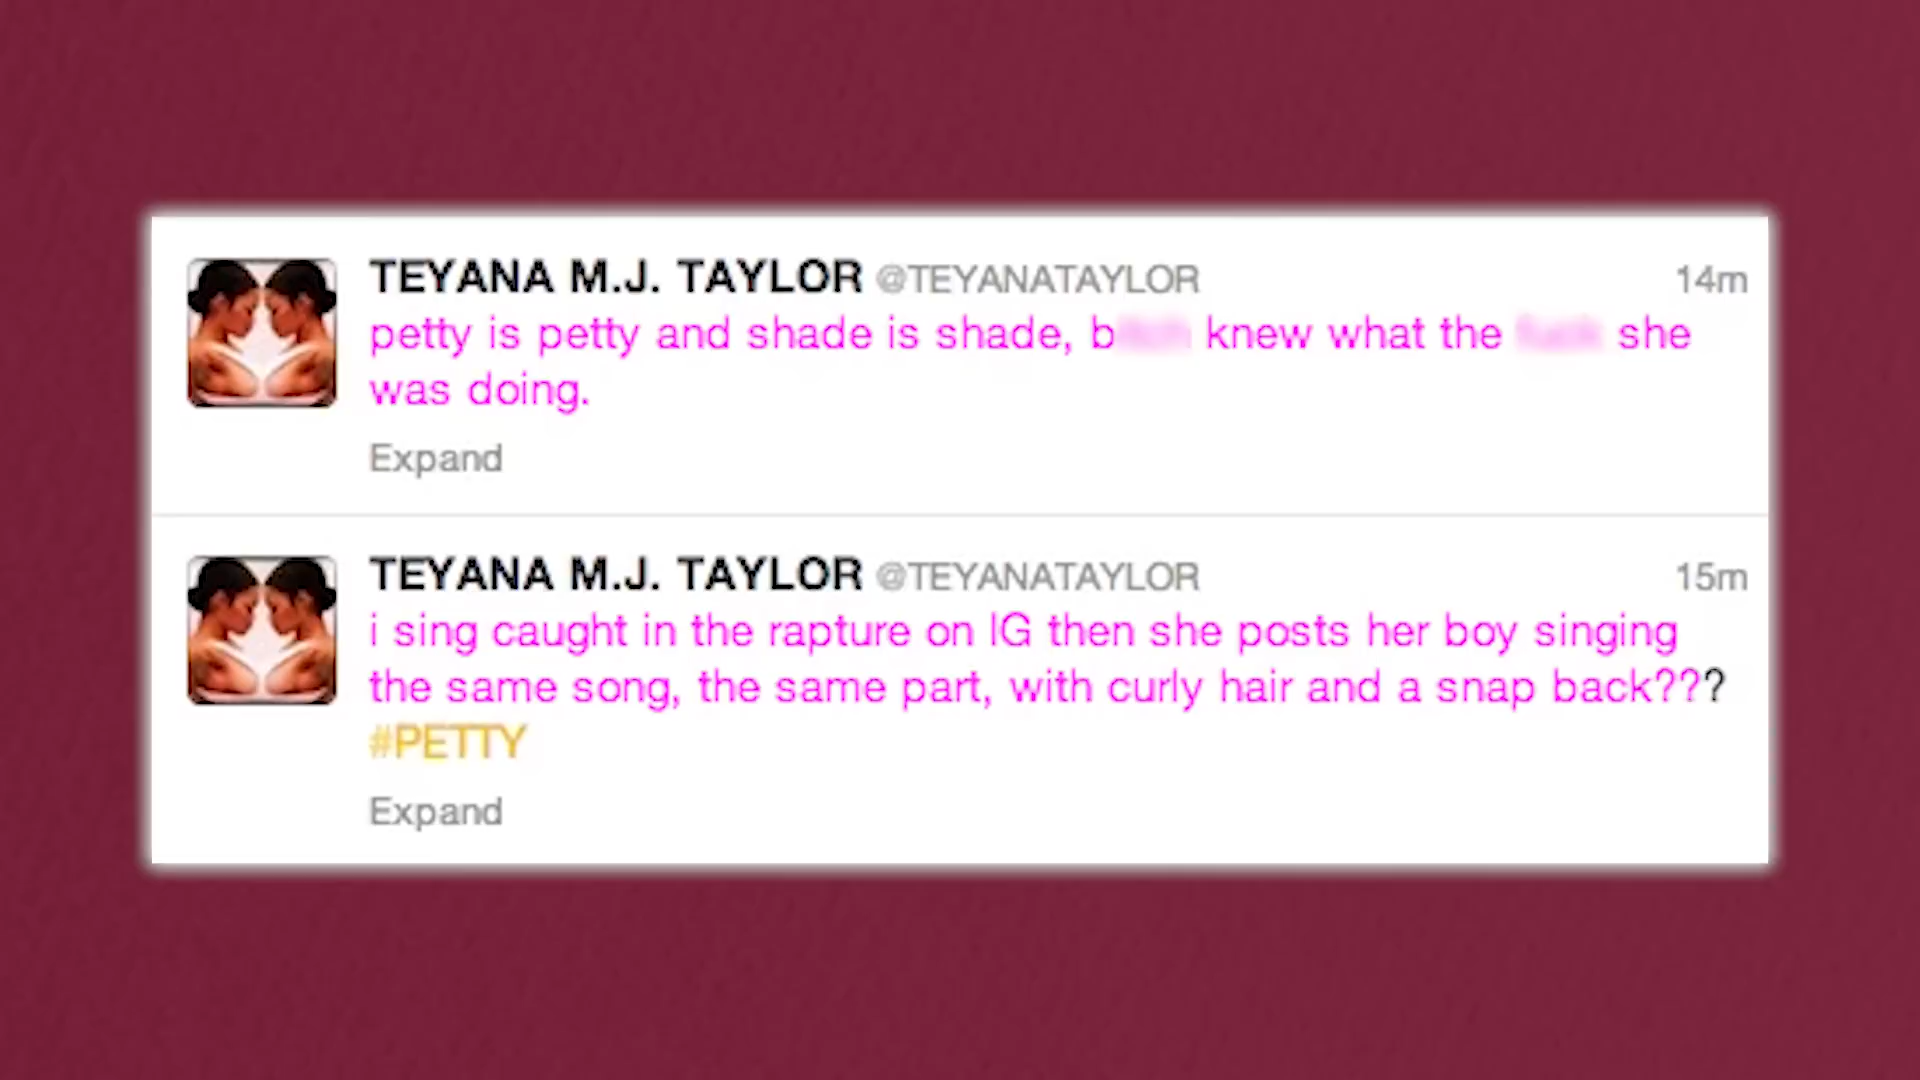 TEYANA M.J. TAYLOR @TEYANATAYLOR 14m
petty is petty and shade is shade, b knew what the she
was doing.
Expand
TEYANA M.J. TAYLOR @TEYANATAYLOR 15m
i sing caught in the rapture on IG then she posts her boy singing
the same song, the same part, with curly hair and a snap back???
#PETTY
Expand